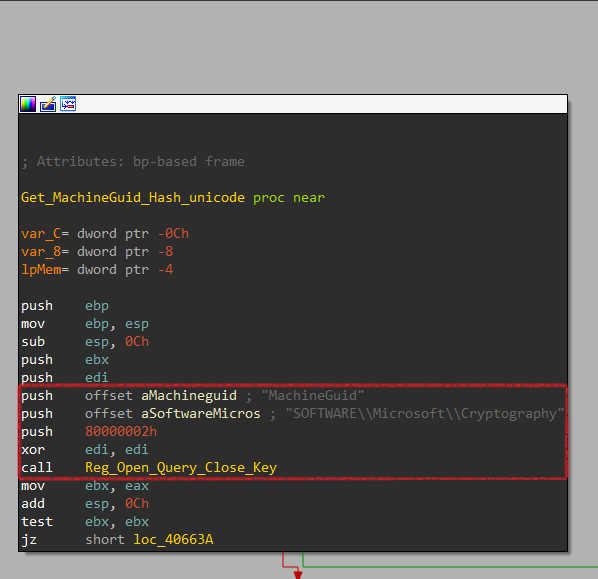 ; Attributes: bp-based frame
Get_MachineGuid_Hash_unicode proc near
var_C= dword ptr -0Ch
var_8= dword ptr -8
lpMem= dword ptr -4
push ebp
mov ebp, esp
sub esp, 0Ch
push ebx
push edi
push offset aMachineguid ; "MachineGuid"
push offset aSoftwareMicros ; "SOFTWARE\\Microsoft\\Cryptography"
push 80000002h
xor edi, edi
call Reg_Open_Query_Close_Key
mov ebx, eax
add esp, 0Ch
test ebx, ebx
jz short loc_40663A